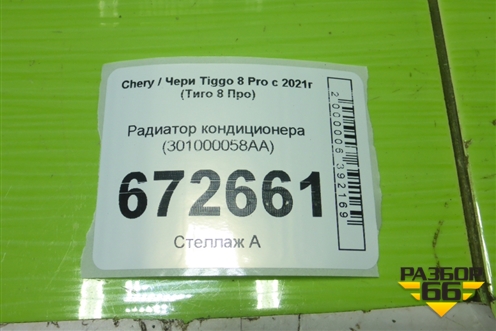 Chery / Чери Tiggo 8 Pro с 2021г
(Тиго 8 Про)
Радиатор кондиционера
(301000058AA)
672661
Стеллаж А
2000006392169
РАЗБОР
66